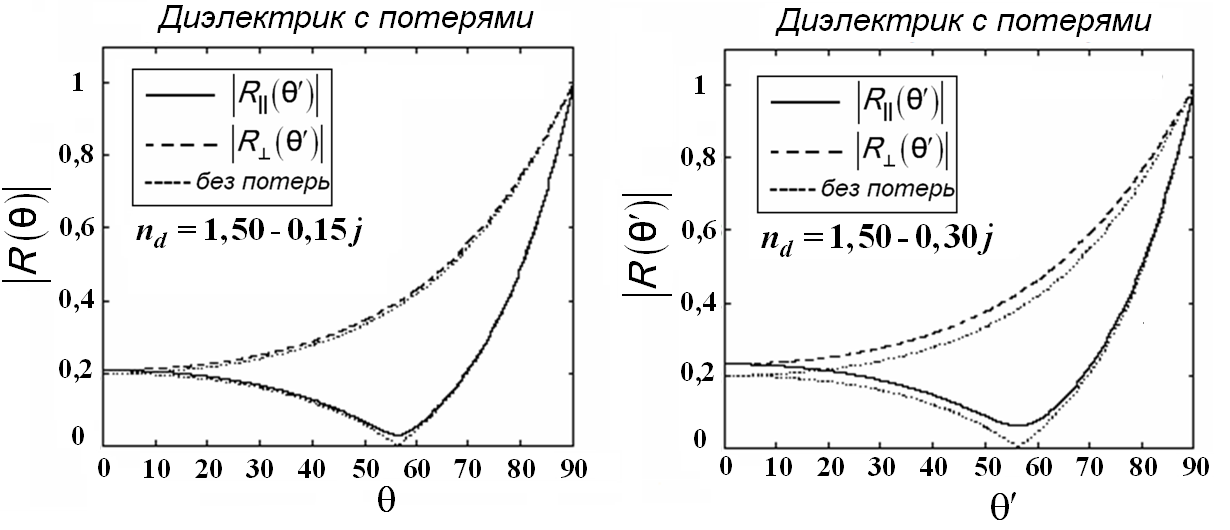 Диэлектрик с потерями
|R(θ)|
1
0,8
0,6
0,4
0,2
0
|R∥(θ′)|
|R⊥(θ′)|
без потерь
n_d = 1,50 - 0,15j
0 10 20 30 40 50 60 70 80 90
θ
Диэлектрик с потерями
|R(θ′)|
1
0,8
0,6
0,4
0,2
0
|R∥(θ′)|
|R⊥(θ′)|
без потерь
n_d = 1,50 - 0,30j
0 10 20 30 40 50 60 70 80 90
θ′